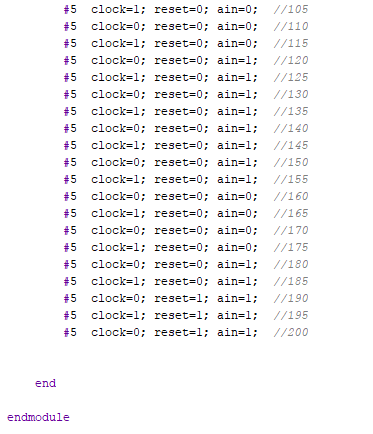 #5 clock=1; reset=0; ain=0; //105
#5 clock=0; reset=0; ain=0; //110
#5 clock=1; reset=0; ain=0; //115
#5 clock=0; reset=0; ain=1; //120
#5 clock=1; reset=0; ain=1; //125
#5 clock=0; reset=0; ain=1; //130
#5 clock=1; reset=0; ain=1; //135
#5 clock=0; reset=0; ain=1; //140
#5 clock=1; reset=0; ain=1; //145
#5 clock=0; reset=0; ain=1; //150
#5 clock=1; reset=0; ain=1; //155
#5 clock=0; reset=0; ain=0; //160
#5 clock=1; reset=0; ain=0; //165
#5 clock=0; reset=0; ain=0; //170
#5 clock=1; reset=0; ain=0; //175
#5 clock=0; reset=0; ain=1; //180
#5 clock=1; reset=0; ain=1; //185
#5 clock=0; reset=1; ain=1; //190
#5 clock=1; reset=1; ain=1; //195
#5 clock=0; reset=1; ain=1; //200
end
endmodule